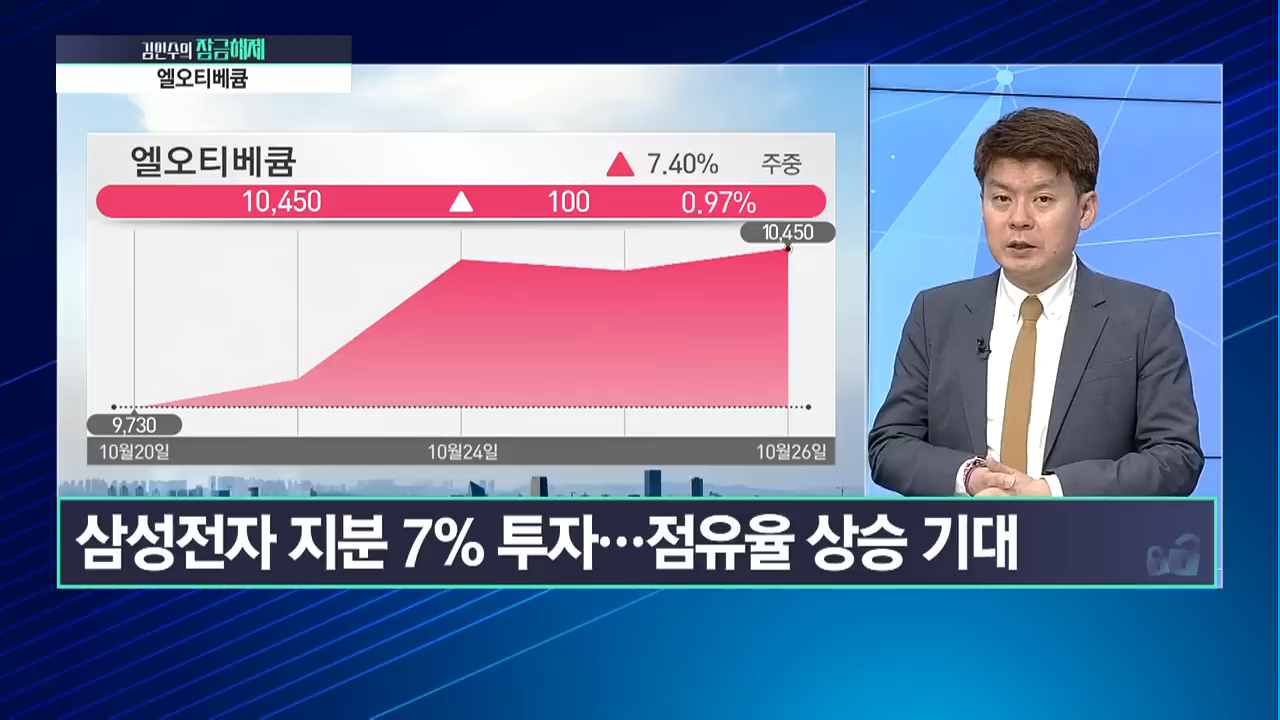 김민수의 잠금해제
엘오티베큠
엘오티베큠 ▲ 7.40% 주중
10,450 △ 100 0.97%
10,450
9,730
10월20일 10월24일 10월26일
삼성전자 지분 7% 투자…점유율 상승 기대